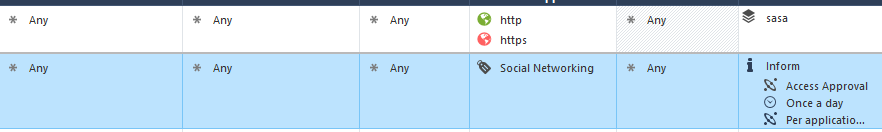 * Any * Any * Any http * Any sasa
https
* Any * Any * Any Social Networking * Any Inform
Access Approval
Once a day
Per applicatio...